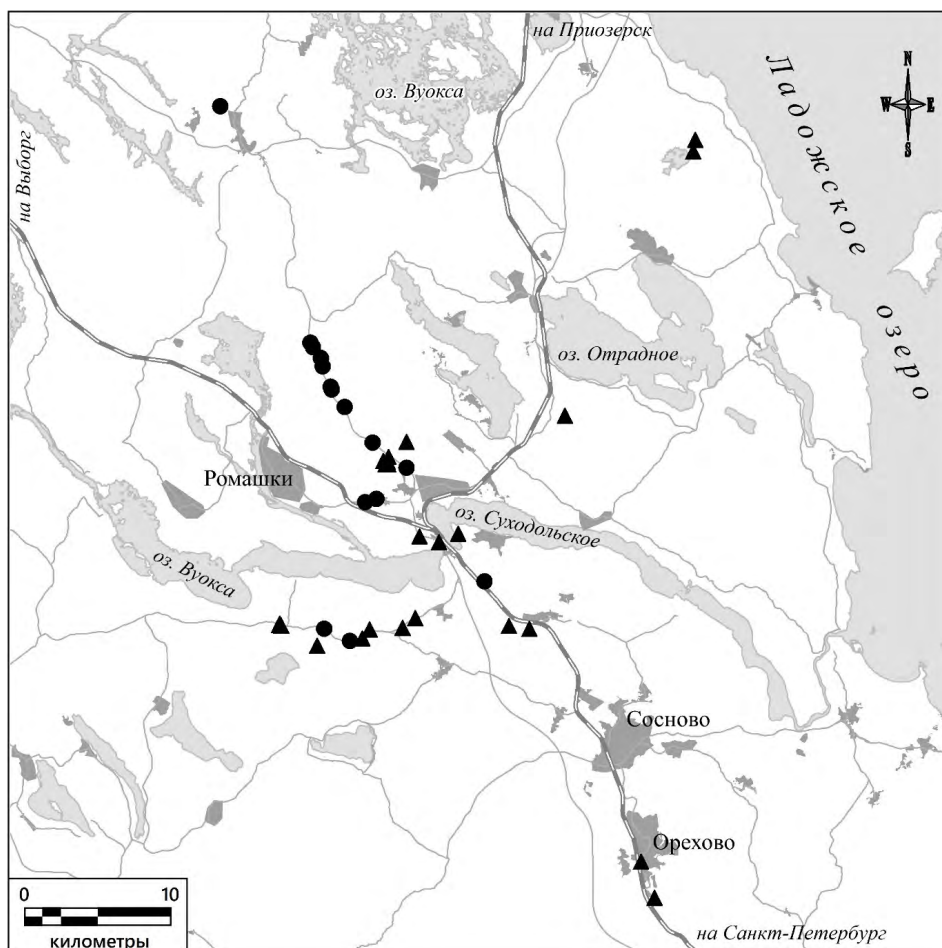 на Приозерск
оз. Вуокса
N
W E
S
на Выборг
Ладожское
озеро
оз. Отрадное
Ромашки
оз. Суходольское
оз. Вуокса
Сосново
Орехово
0 10
километры
на Санкт-Петербург